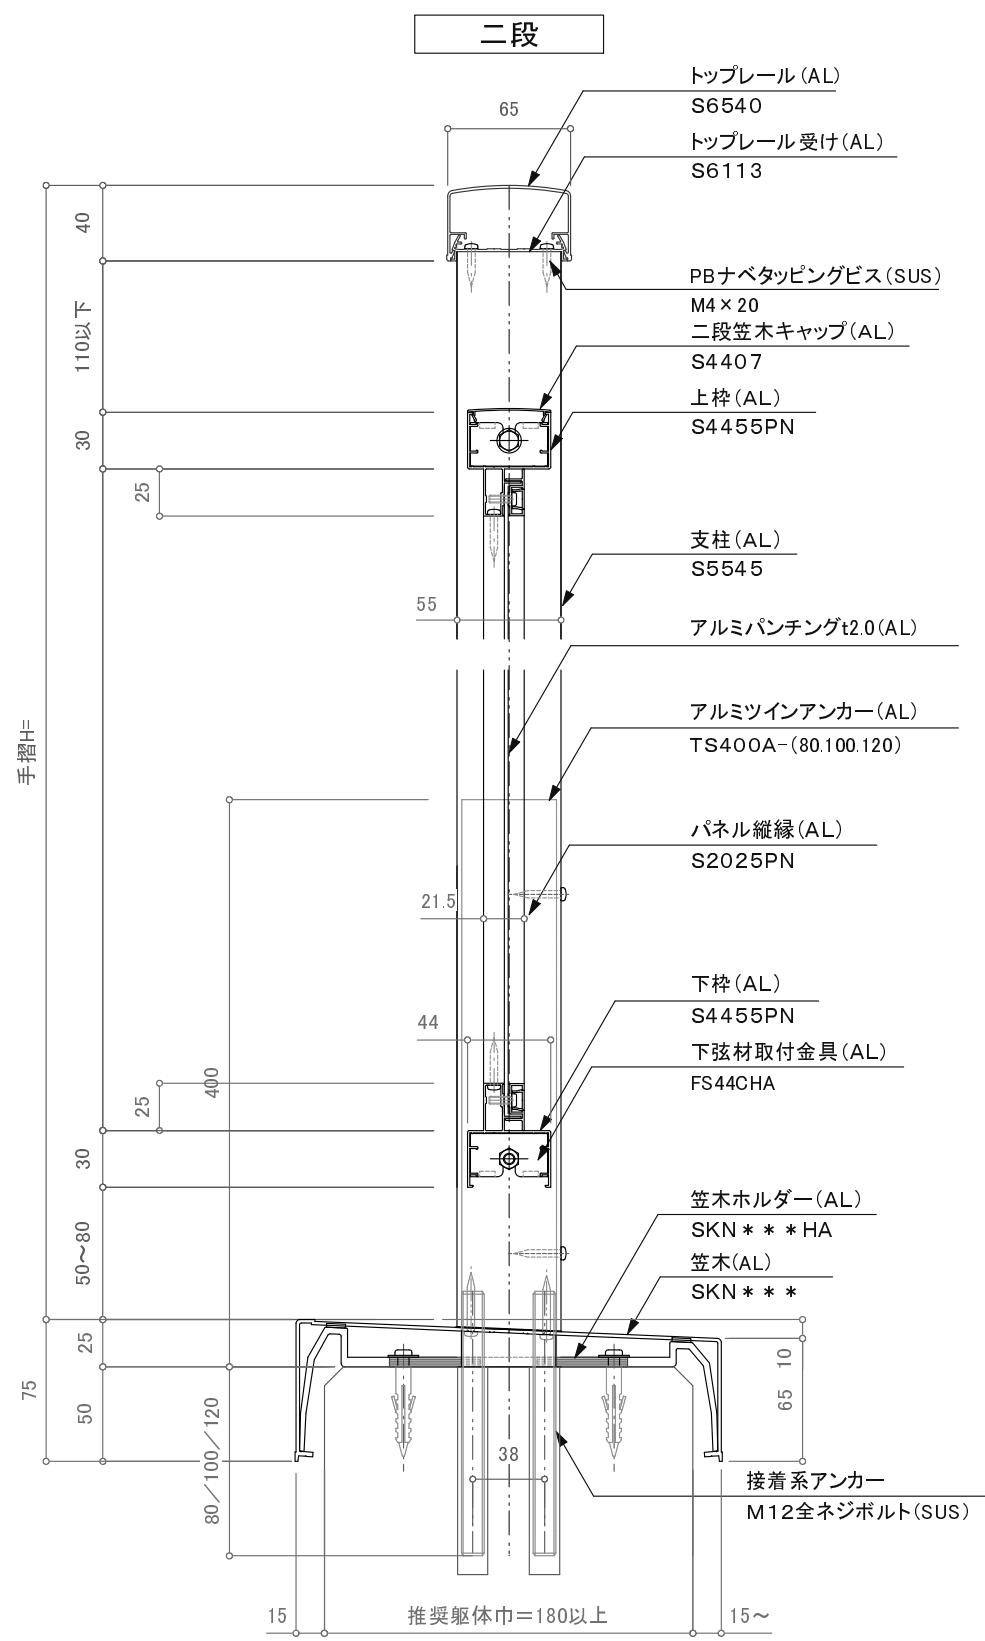 二段
トップレール(AL)
S6540
65
トップレール受け(AL)
S6113
40
PBナベタッピングビス(SUS)
M4×20
110以下
二段笠木キャップ(AL)
S4407
上枠(AL)
S4455PN
30
25
支柱(AL)
S5545
55
アルミパンチングt2.0(AL)
アルミツインアンカー(AL)
TS400A-(80.100.120)
手摺H=
パネル縦縁(AL)
S2025PN
21.5
下枠(AL)
S4455PN
44
下弦材取付金具(AL)
FS44CHA
400
25
30
笠木ホルダー(AL)
SKN＊＊＊HA
50～80
笠木(AL)
SKN＊＊＊
25
10
75
50
65
80/100/120
38
接着系アンカー
M12全ネジボルト(SUS)
15
推奨躯体巾=180以上
15～